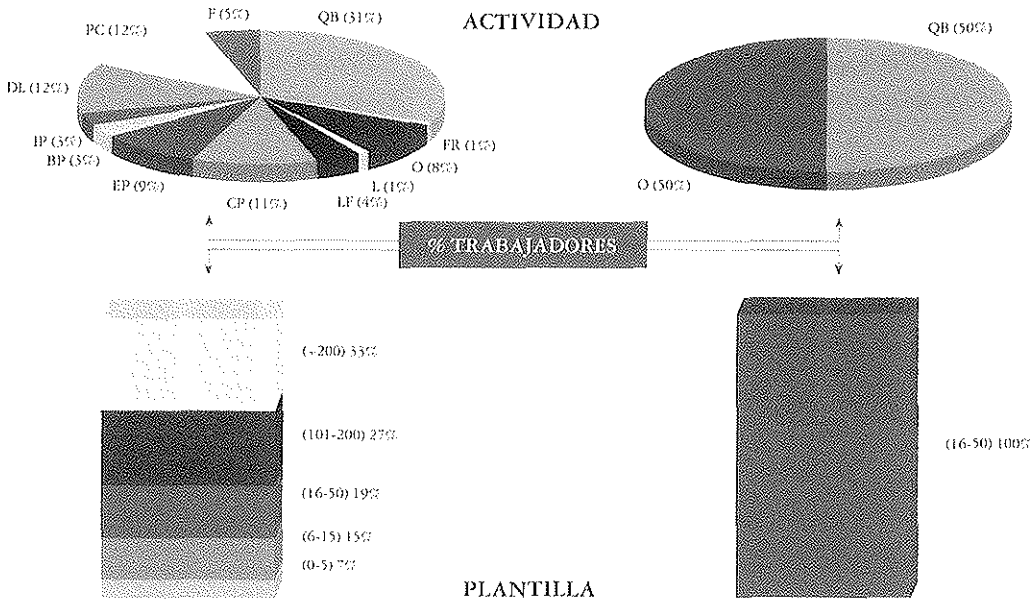 ACTIVIDAD
F (5%)
QB (31%)
PC (12%)
DL (12%)
IP (3%)
BP (3%)
EP (9%)
CP (11%)
LF (4%)
L (1%)
O (8%)
FR (1%)
QB (50%)
O (50%)
% TRABAJADORES
(+200) 33%
(101-200) 27%
(16-50) 19%
(6-15) 15%
(0-5) 7%
(16-50) 100%
PLANTILLA